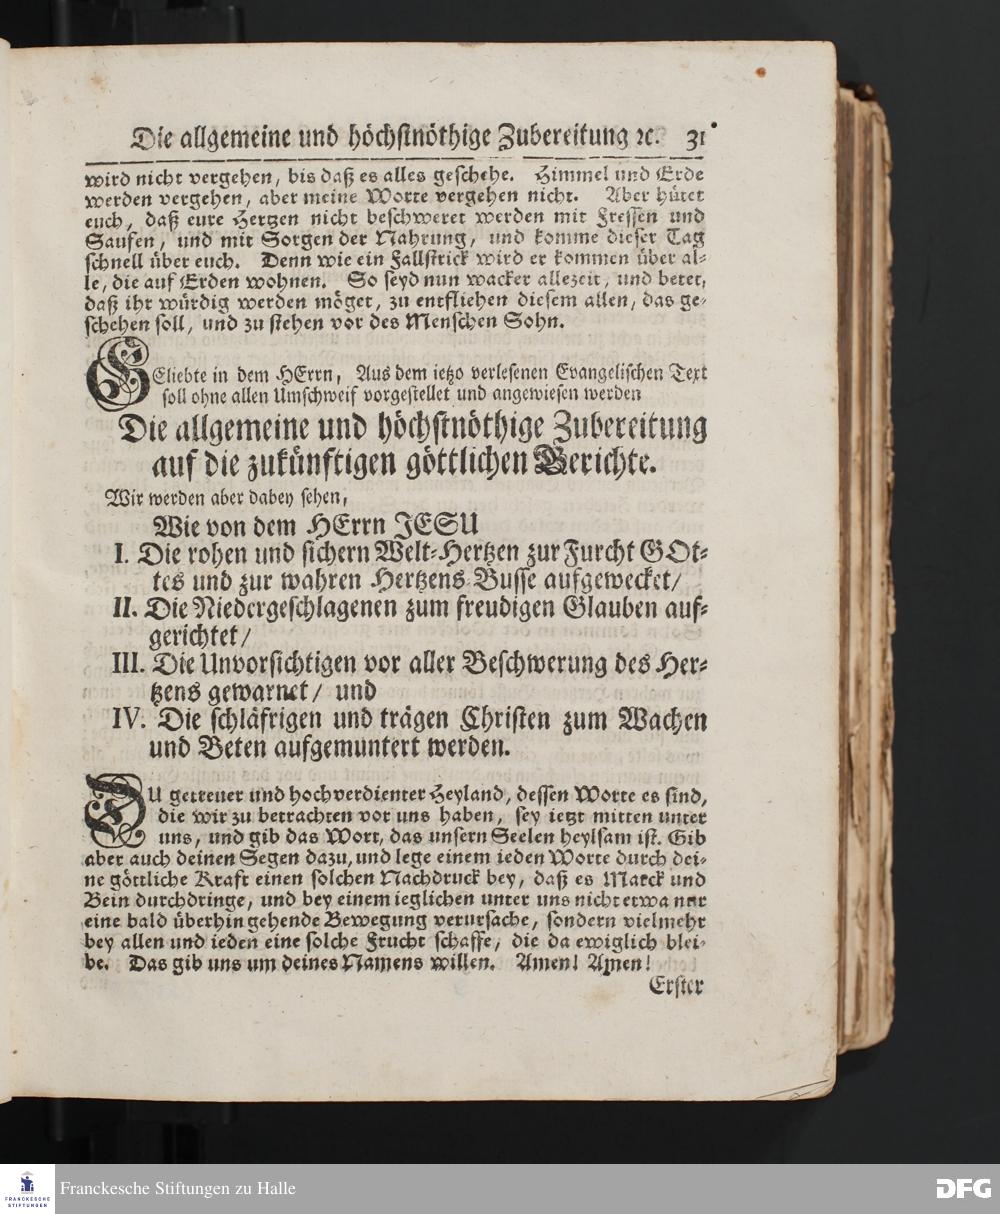 Die allgemeine und höchstnöthige Zubereitung ꝛc. 31
wird nicht vergehen, bis daß es alles geschehe. Himmel und Erde
werden vergehen, aber meine Worte vergehen nicht. Aber hütet
euch, daß eure Hertzen nicht beschweret werden mit Fressen und
Saufen, und mit Sorgen der Nahrung, und komme dieser Tag
schnell über euch. Denn wie ein Fallstrick wird er kommen über al-
le, die auf Erden wohnen. So seyd nun wacker allezeit, und betet,
daß ihr würdig werden möget, zu entfliehen diesem allen, das ge-
schehen soll, und zu stehen vor des Menschen Sohn.
GEliebte in dem HErrn, Aus dem ietzo verlesenen Evangelischen Text
soll ohne allen Umschweif vorgestellet und angewiesen werden
Die allgemeine und höchstnöthige Zubereitung
auf die zukünftigen göttlichen Gerichte.
Wir werden aber dabey sehen,
Wie von dem HErrn JESU
I. Die rohen und sichern Welt-Hertzen zur Furcht GOt-
tes und zur wahren Hertzens-Busse aufgewecket/
II. Die Niedergeschlagenen zum freudigen Glauben auf-
gerichtet/
III. Die Unvorsichtigen vor aller Beschwerung des Her-
tzens gewarnet/ und
IV. Die schläfrigen und trägen Christen zum Wachen
und Beten aufgemuntert werden.
DU getreuer und hochverdienter Heyland, dessen Worte es sind,
die wir zu betrachten vor uns haben, sey ietzt mitten unter
uns, und gib das Wort, das unsern Seelen heylsam ist. Gib
aber auch deinen Segen dazu, und lege einem ieden Worte durch dei-
ne göttliche Kraft einen solchen Nachdruck bey, daß es Marck und
Bein durchdringe, und bey einem ieglichen unter uns nicht etwa nur
eine bald überhin gehende Bewegung verursache, sondern vielmehr
bey allen und ieden eine solche Frucht schaffe, die da ewiglich blei-
be. Das gib uns um deines Namens willen. Amen! Amen!
Erster
FRANCKESCHE
STIFTUNGEN
Franckesche Stiftungen zu Halle
DFG